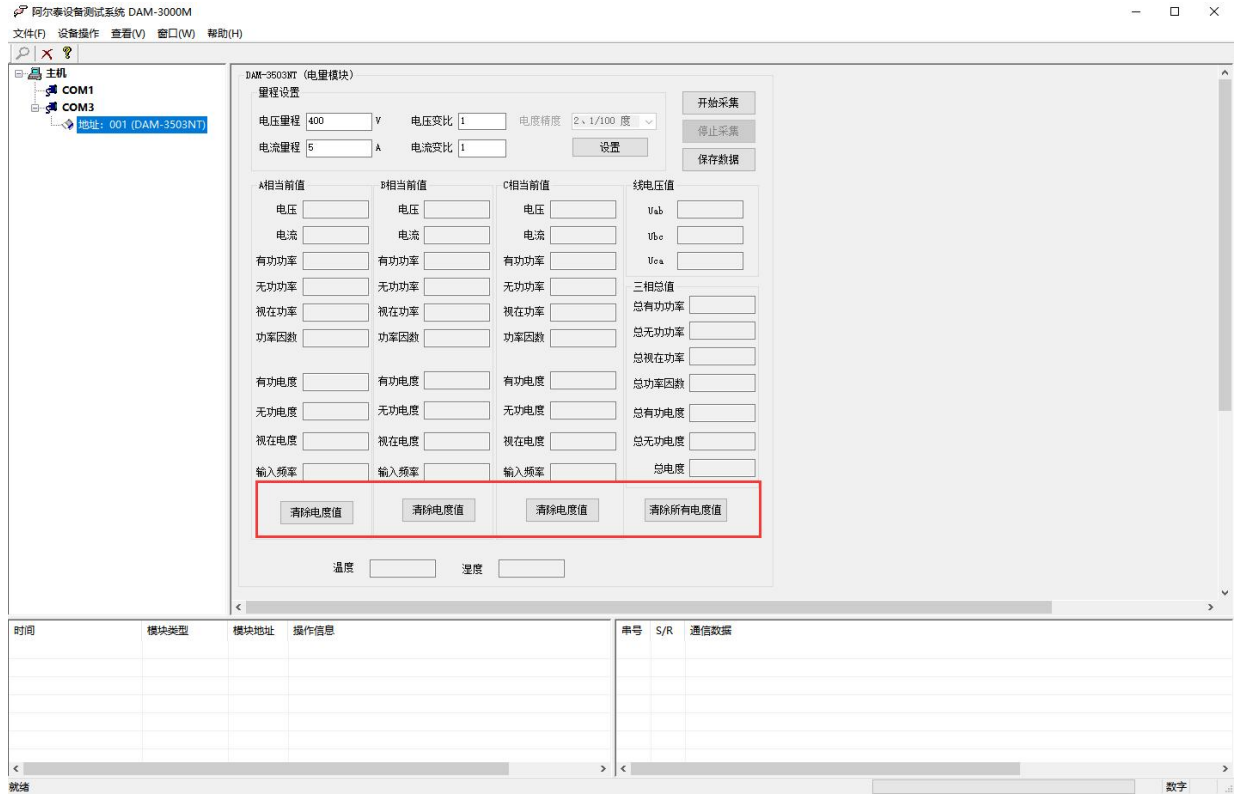 阿尔泰设备测试系统 DAM-3000M
文件(F) 设备操作 查看(V) 窗口(W) 帮助(H)
主机
COM1
COM3
地址: 001 (DAM-3503NT)
DAM-3503NT (电量模块)
量程设置
电压量程 400 V 电压变比 1 电度精度 2、1/100 度
电流量程 5 A 电流变比 1 设置
开始采集
停止采集
保存数据
A相当前值 B相当前值 C相当前值 线电压值
电压 电压 电压 Uab
电流 电流 电流 Ubc
有功功率 有功功率 有功功率 Uca
无功功率 无功功率 无功功率 三相总值
视在功率 视在功率 视在功率 总有功功率
功率因数 功率因数 功率因数 总无功功率
总视在功率
有功电度 有功电度 有功电度 总功率因数
无功电度 无功电度 无功电度 总有功电度
视在电度 视在电度 视在电度 总无功电度
输入频率 输入频率 输入频率 总电度
清除电度值 清除电度值 清除电度值 清除所有电度值
温度 湿度
时间 模块类型 模块地址 操作信息 串号 S/R 通信数据
就绪 数字